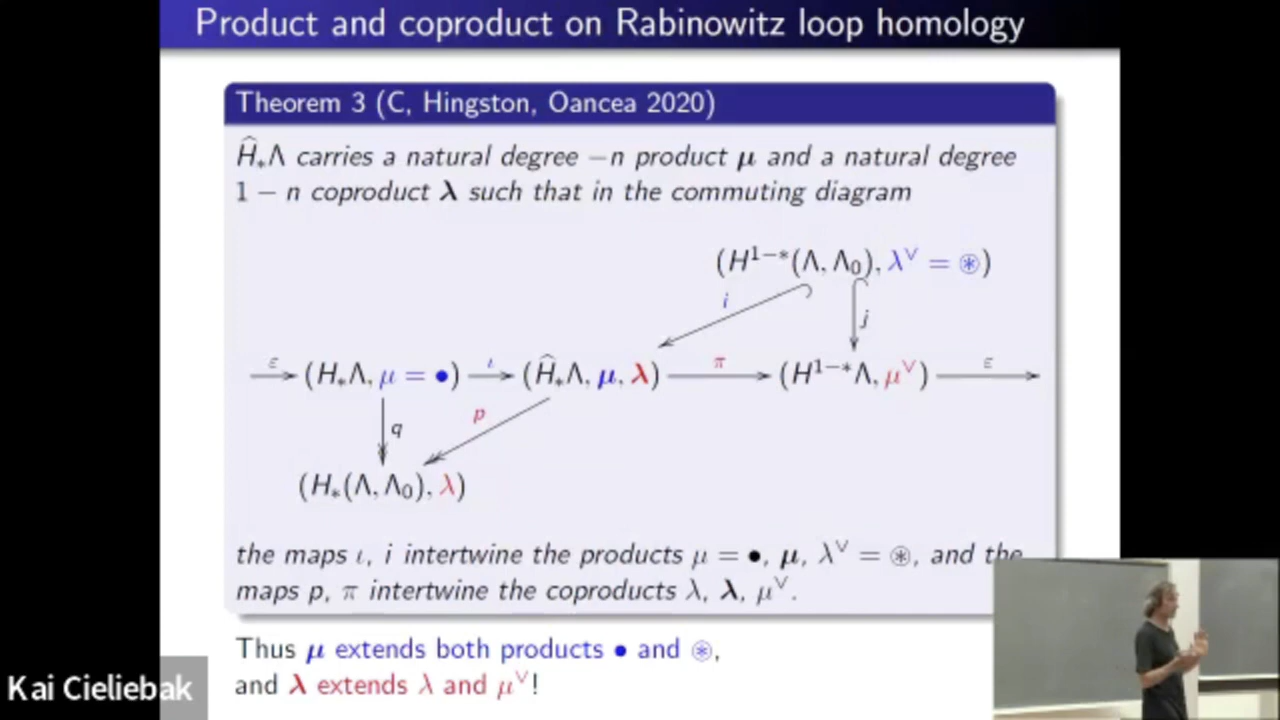 Product and coproduct on Rabinowitz loop homology
Theorem 3 (C, Hingston, Oancea 2020)
Ĥ₊Λ carries a natural degree −n product μ and a natural degree
1 − n coproduct λ such that in the commuting diagram
(H¹⁻*(Λ, Λ₀), λ^∨ = ⊛)
i
j
ε (H₊Λ, μ = •) ι (Ĥ₊Λ, μ, λ) π (H¹⁻*Λ, μ^∨) ε
q
p
(H₊(Λ, Λ₀), λ)
the maps ι, i intertwine the products μ = •, μ, λ^∨ = ⊛, and the
maps p, π intertwine the coproducts λ, λ, μ^∨.
Thus μ extends both products • and ⊛,
and λ extends λ and μ^∨!
Kai Cieliebak